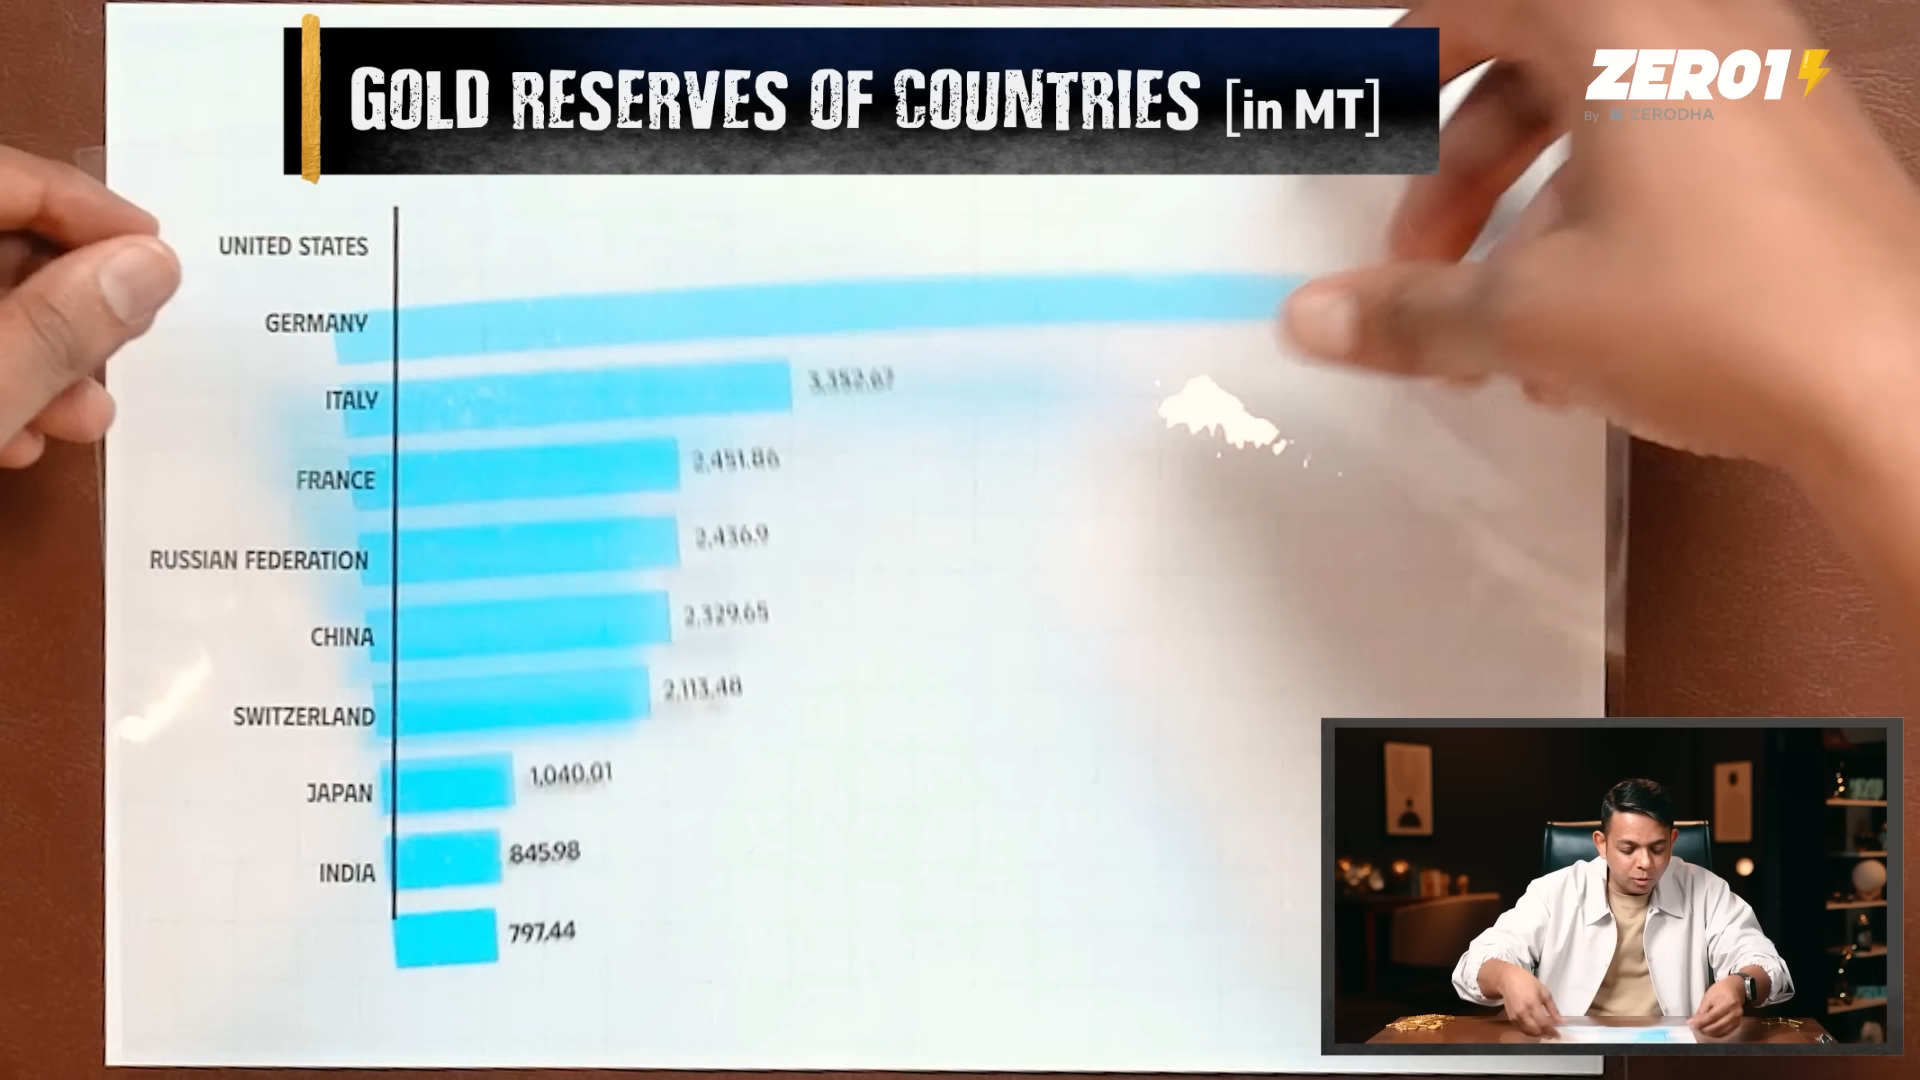 GOLD RESERVES OF COUNTRIES [in MT]
ZERO1
By ZERODHA
UNITED STATES
GERMANY
ITALY
3,352.67
FRANCE
2,451.86
RUSSIAN FEDERATION
2,436.9
CHINA
2,329.65
SWITZERLAND
2,113.48
JAPAN
1,040.01
INDIA
845.98
797.44